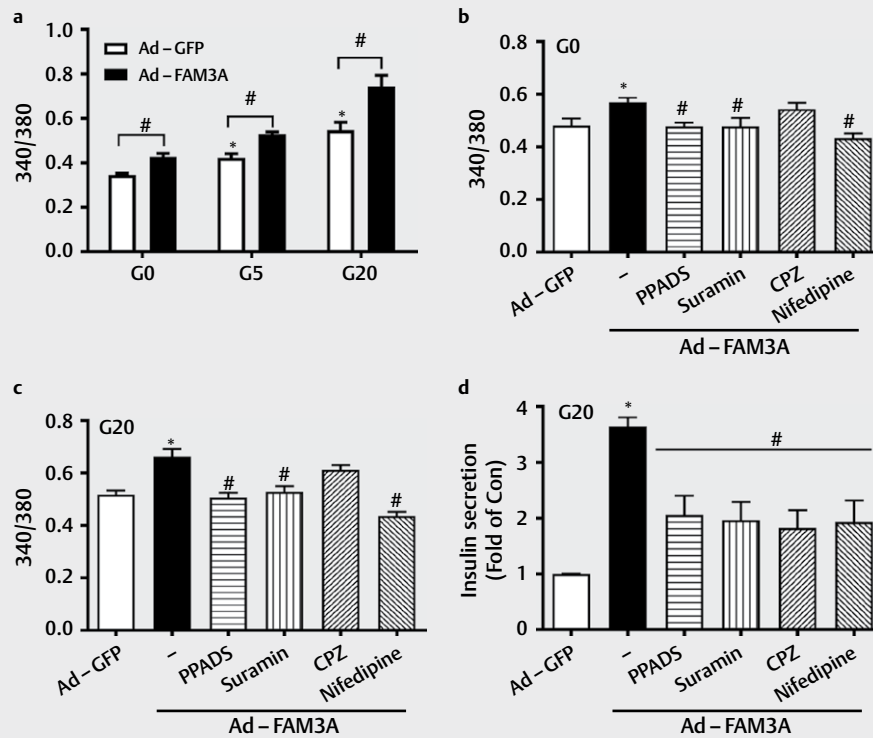 a
1.0
0.8
0.6
0.4
0.2
0.0
340/380
Ad – GFP
Ad – FAM3A
#
#
#
*
*
G0
G5
G20
b
0.8
0.6
0.4
0.2
0.0
340/380
G0
*
#
#
#
Ad – GFP
–
PPADS
Suramin
CPZ
Nifedipine
Ad – FAM3A
c
0.8
0.6
0.4
0.2
0.0
340/380
G20
*
#
#
#
Ad – GFP
–
PPADS
Suramin
CPZ
Nifedipine
Ad – FAM3A
d
4
3
2
1
0
Insulin secretion
(Fold of Con)
G20
*
#
Ad – GFP
–
PPADS
Suramin
CPZ
Nifedipine
Ad – FAM3A